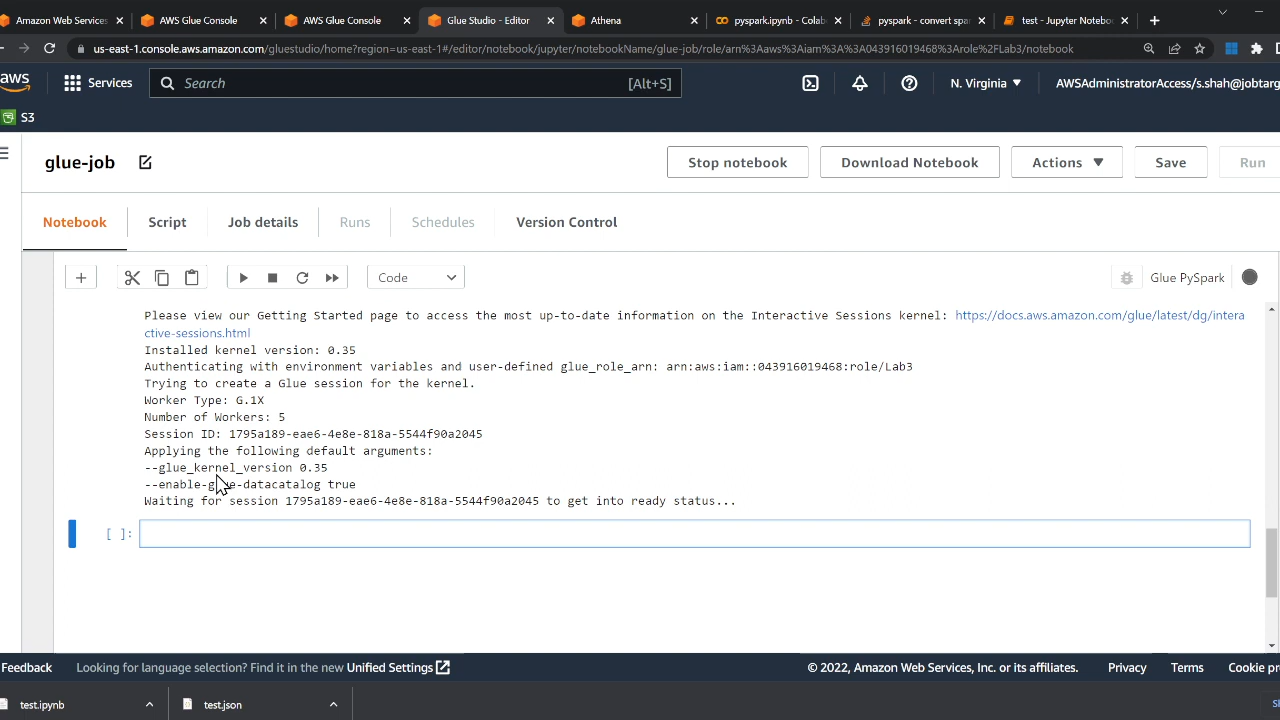 Amazon Web Services
AWS Glue Console
AWS Glue Console
Glue Studio - Editor
Athena
pyspark.ipynb - Colab
pyspark - convert spar
test - Jupyter Notebo
us-east-1.console.aws.amazon.com/gluestudio/home?region=us-east-1#/editor/notebook/jupyter/notebookName/glue-job/role/arn%3Aaws%3Aiam%3A%3A043916019468%3Arole%2FLab3/notebook
aws
Services
Search
[Alt+S]
N. Virginia
AWSAdministratorAccess/s.shah@jobtarg
S3
glue-job
Stop notebook
Download Notebook
Actions
Save
Run
Notebook
Script
Job details
Runs
Schedules
Version Control
Code
Glue PySpark
Please view our Getting Started page to access the most up-to-date information on the Interactive Sessions kernel: https://docs.aws.amazon.com/glue/latest/dg/intera
ctive-sessions.html
Installed kernel version: 0.35
Authenticating with environment variables and user-defined glue_role_arn: arn:aws:iam::043916019468:role/Lab3
Trying to create a Glue session for the kernel.
Worker Type: G.1X
Number of Workers: 5
Session ID: 1795a189-eae6-4e8e-818a-5544f90a2045
Applying the following default arguments:
--glue_kernel_version 0.35
--enable-glue-datacatalog true
Waiting for session 1795a189-eae6-4e8e-818a-5544f90a2045 to get into ready status...
[ ]:
Feedback
Looking for language selection? Find it in the new Unified Settings
© 2022, Amazon Web Services, Inc. or its affiliates.
Privacy
Terms
Cookie pr
test.ipynb
test.json